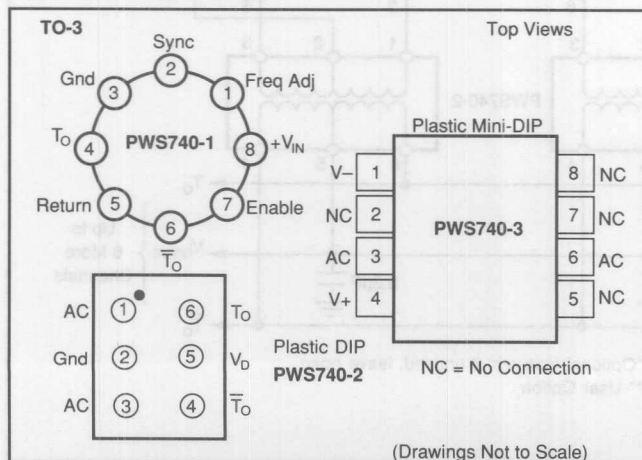 TO-3
Top Views
Sync
2
Gnd
3
Freq Adj
1
T̅O
TO
4
PWS740-1
8
+VIN
Return
5
Enable
7
6
T̅O
Plastic Mini-DIP
V–
1
8
NC
NC
2
PWS740-3
7
NC
AC
3
6
AC
V+
4
5
NC
NC = No Connection
AC
1
6
TO
Gnd
2
5
VD
AC
3
4
T̅O
Plastic DIP
PWS740-2
(Drawings Not to Scale)